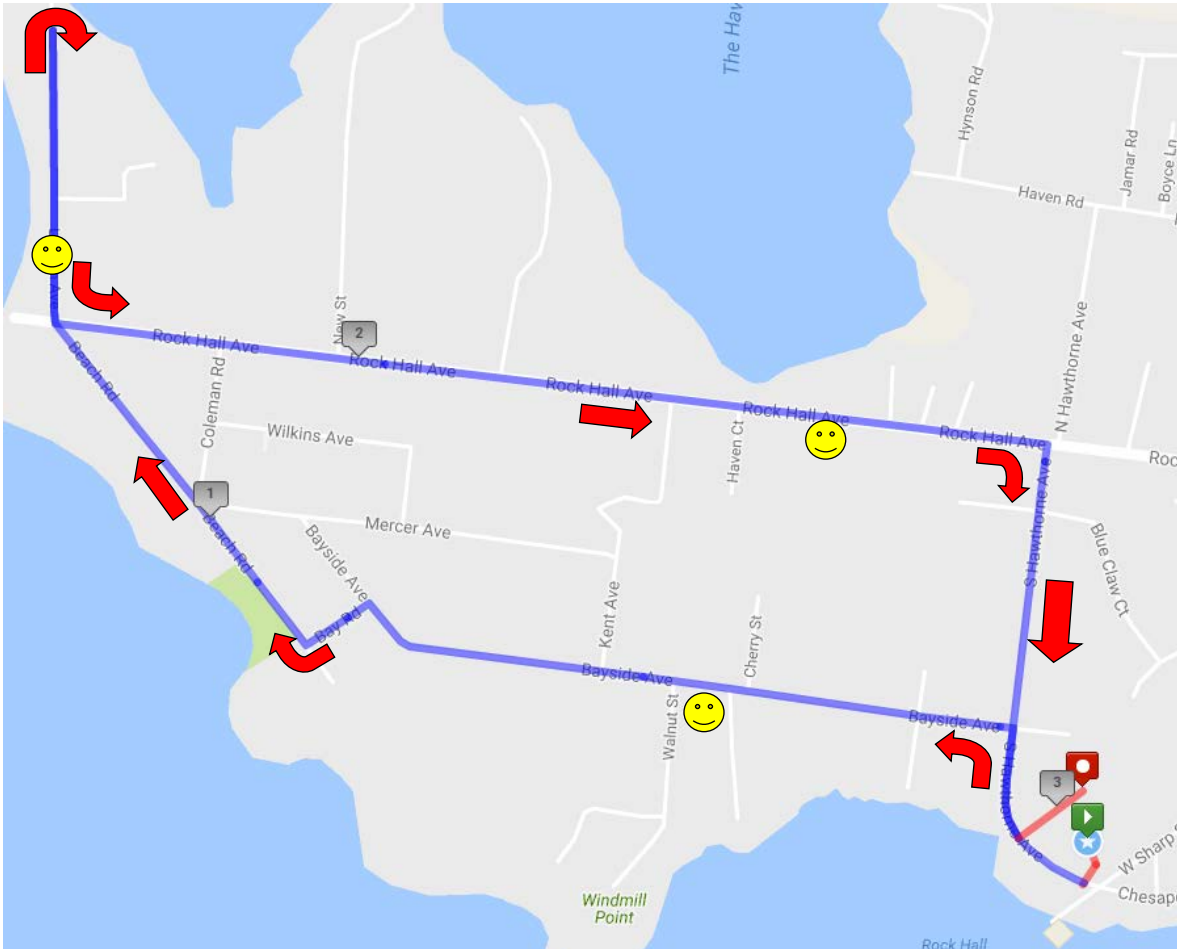 The Hav
Hynson Rd
Jamar Rd
Boyce Ln
Haven Rd
Ave
New St
2
Rock Hall Ave
Rock Hall Ave
Rock Hall Ave
Rock Hall Ave
Rock Hall Ave
N Hawthorne Ave
Roc
Beach Rd
Coleman Rd
Wilkins Ave
Haven Ct
1
Beach Rd
Mercer Ave
Bayside Ave
S Hawthorne Ave
Blue Claw Ct
Bay Rd
Kent Ave
Cherry St
Bayside Ave
Walnut St
Bayside Ave
S Hawthorne Ave
3
W Sharp S
Chesape
Windmill
Point
Rock Hall